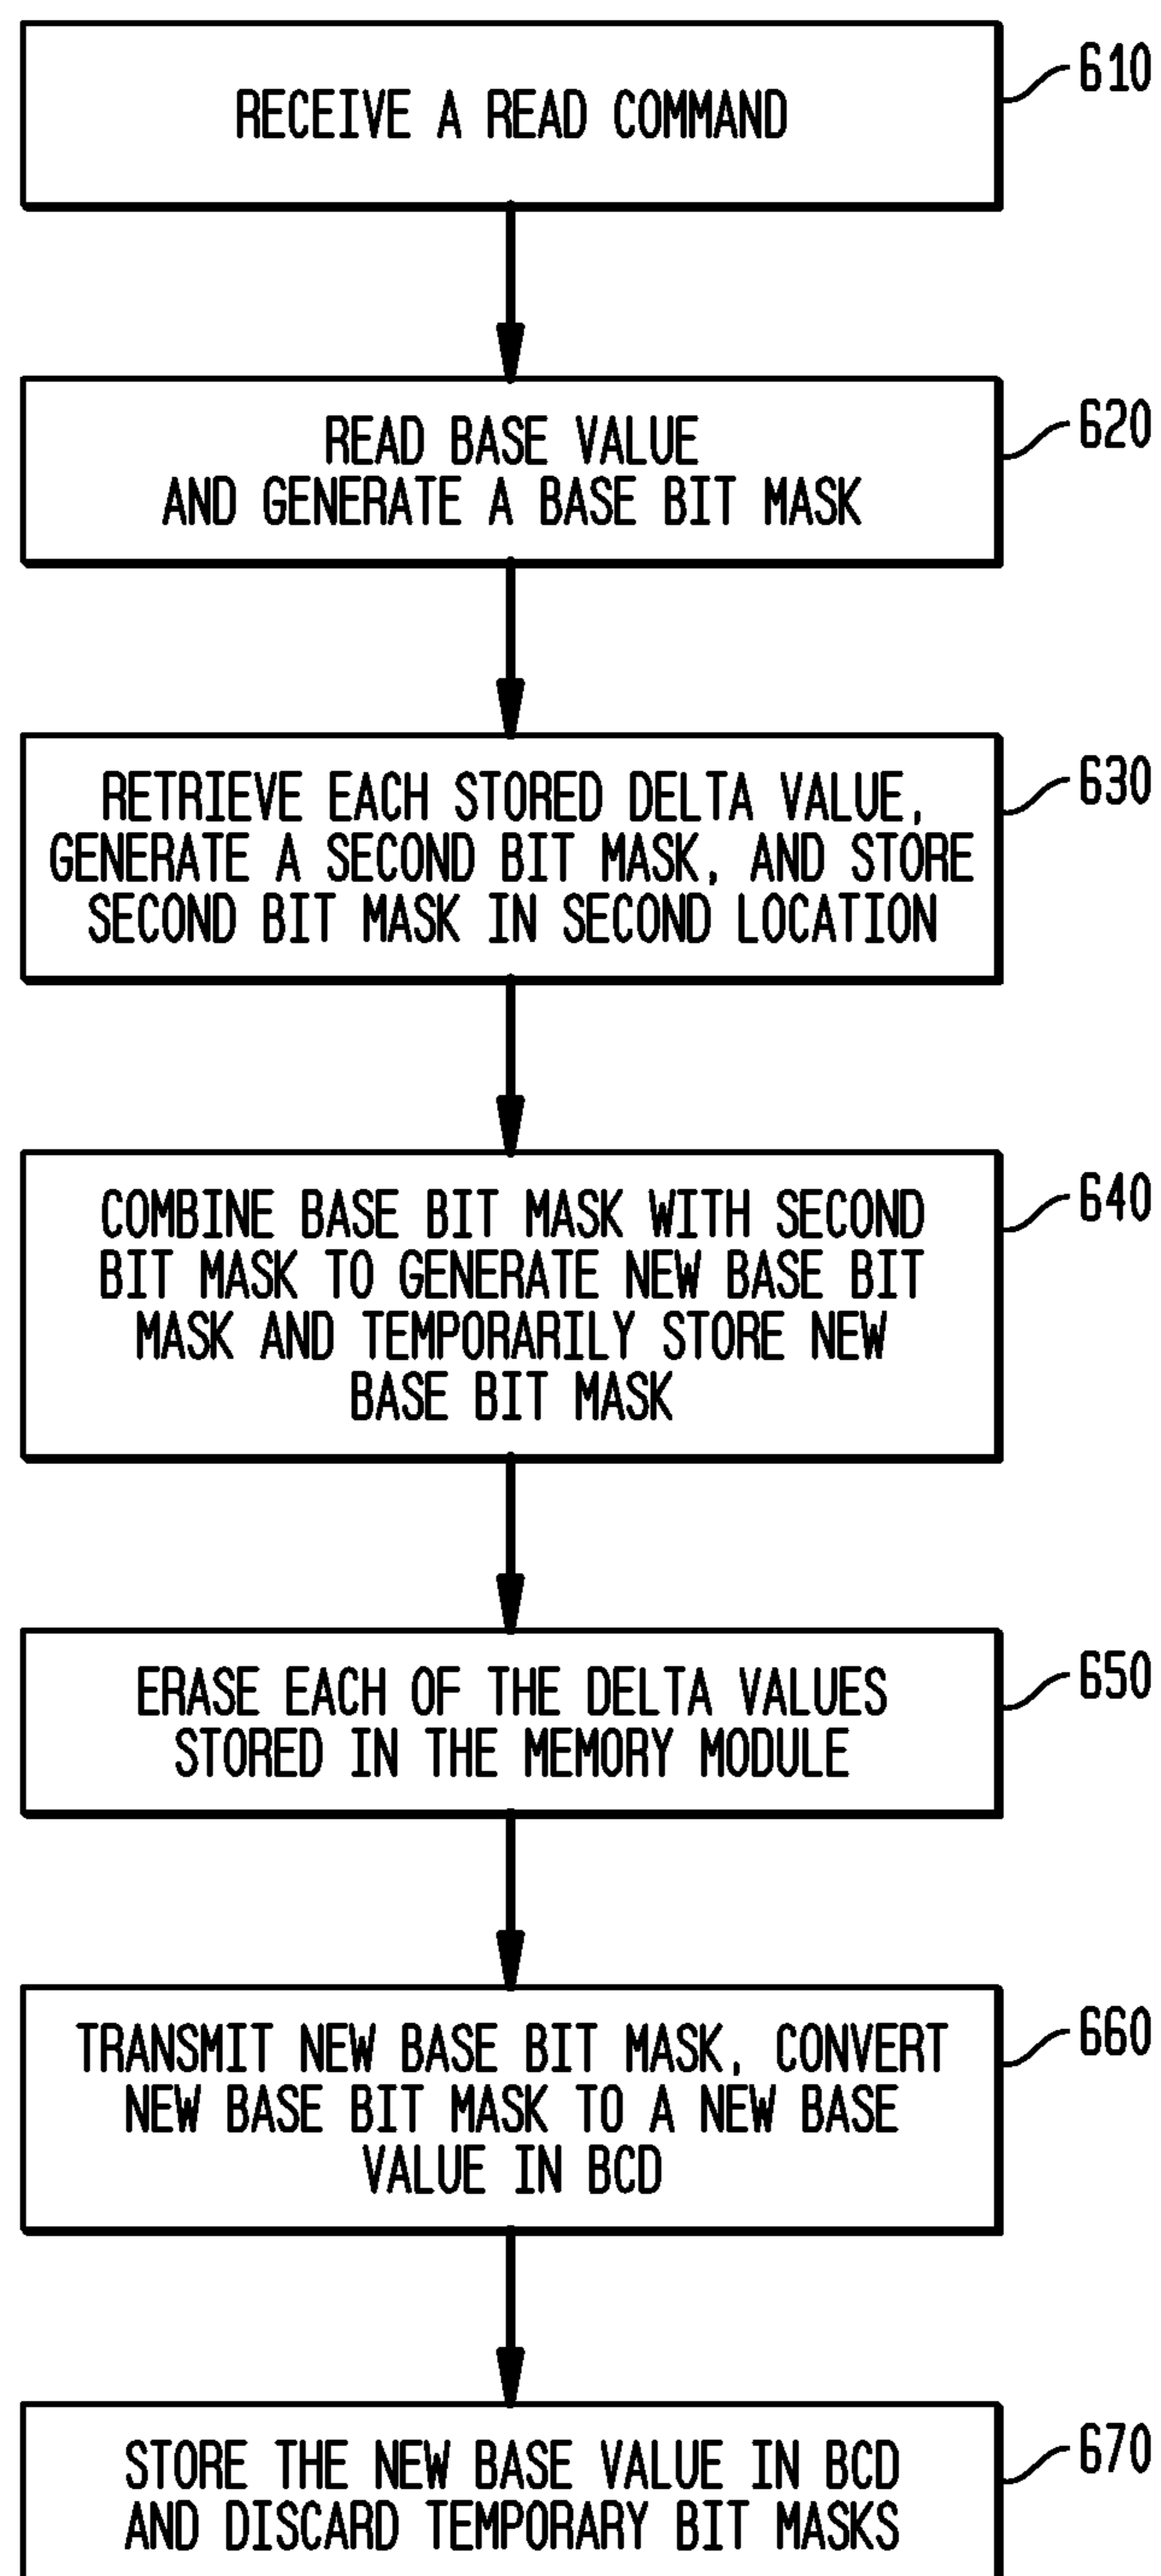 RECEIVE A READ COMMAND
610
READ BASE VALUE
AND GENERATE A BASE BIT MASK
620
RETRIEVE EACH STORED DELTA VALUE,
GENERATE A SECOND BIT MASK, AND STORE
SECOND BIT MASK IN SECOND LOCATION
630
COMBINE BASE BIT MASK WITH SECOND
BIT MASK TO GENERATE NEW BASE BIT
MASK AND TEMPORARILY STORE NEW
BASE BIT MASK
640
ERASE EACH OF THE DELTA VALUES
STORED IN THE MEMORY MODULE
650
TRANSMIT NEW BASE BIT MASK, CONVERT
NEW BASE BIT MASK TO A NEW BASE
VALUE IN BCD
660
STORE THE NEW BASE VALUE IN BCD
AND DISCARD TEMPORARY BIT MASKS
670